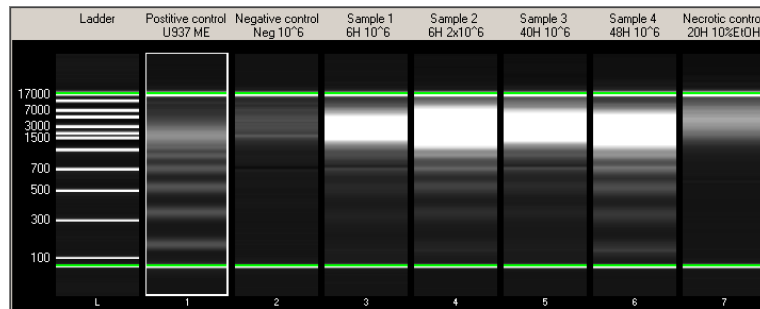 Ladder Postitive control Negative control Sample 1 Sample 2 Sample 3 Sample 4 Necrotic control
U937 ME Neg 10^6 6H 10^6 6H 2x10^6 40H 10^6 48H 10^6 20H 10%EtOH
17000
7000
3000
1500
700
500
300
100
L 1 2 3 4 5 6 7